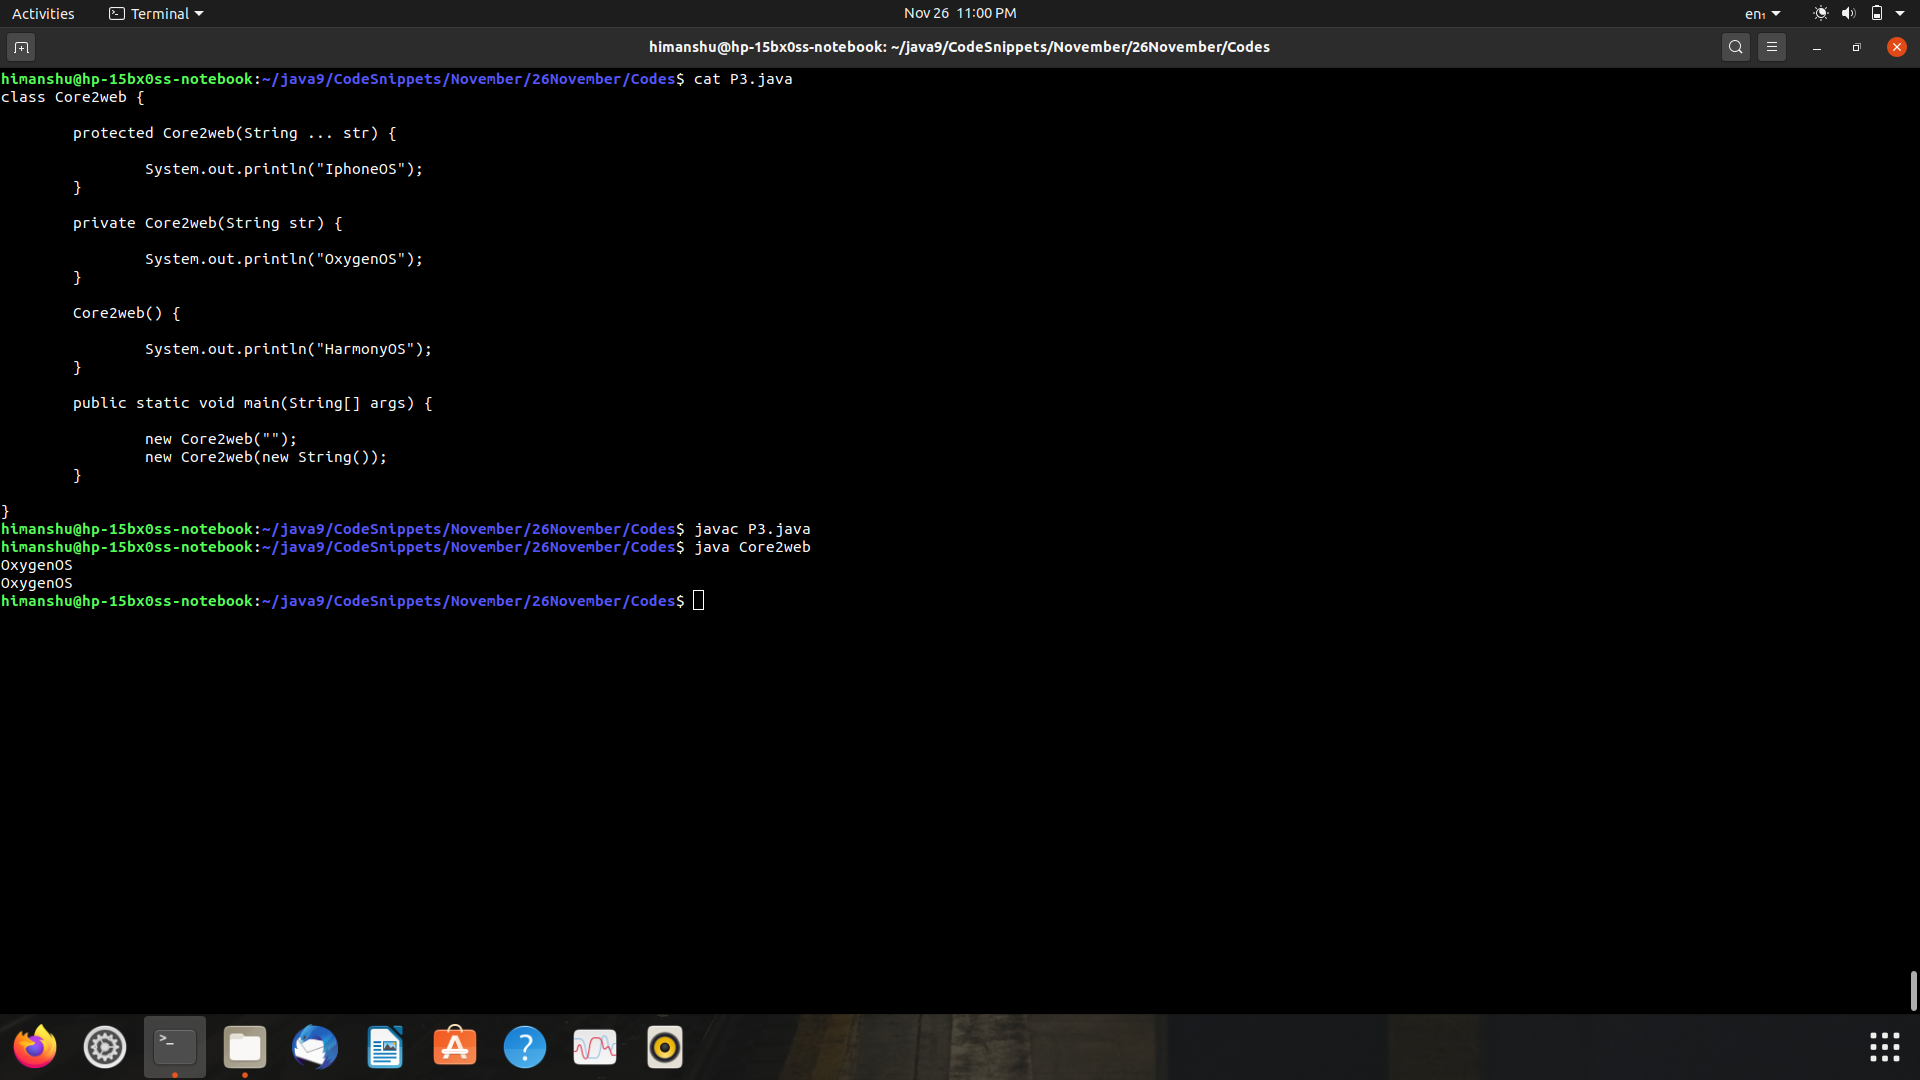 Activities
Terminal
Nov 26 11:00 PM
en₁
himanshu@hp-15bx0ss-notebook: ~/java9/CodeSnippets/November/26November/Codes
himanshu@hp-15bx0ss-notebook:~/java9/CodeSnippets/November/26November/Codes$ cat P3.java
class Core2web {
protected Core2web(String ... str) {
System.out.println("IphoneOS");
}
private Core2web(String str) {
System.out.println("OxygenOS");
}
Core2web() {
System.out.println("HarmonyOS");
}
public static void main(String[] args) {
new Core2web("");
new Core2web(new String());
}
}
himanshu@hp-15bx0ss-notebook:~/java9/CodeSnippets/November/26November/Codes$ javac P3.java
himanshu@hp-15bx0ss-notebook:~/java9/CodeSnippets/November/26November/Codes$ java Core2web
OxygenOS
OxygenOS
himanshu@hp-15bx0ss-notebook:~/java9/CodeSnippets/November/26November/Codes$